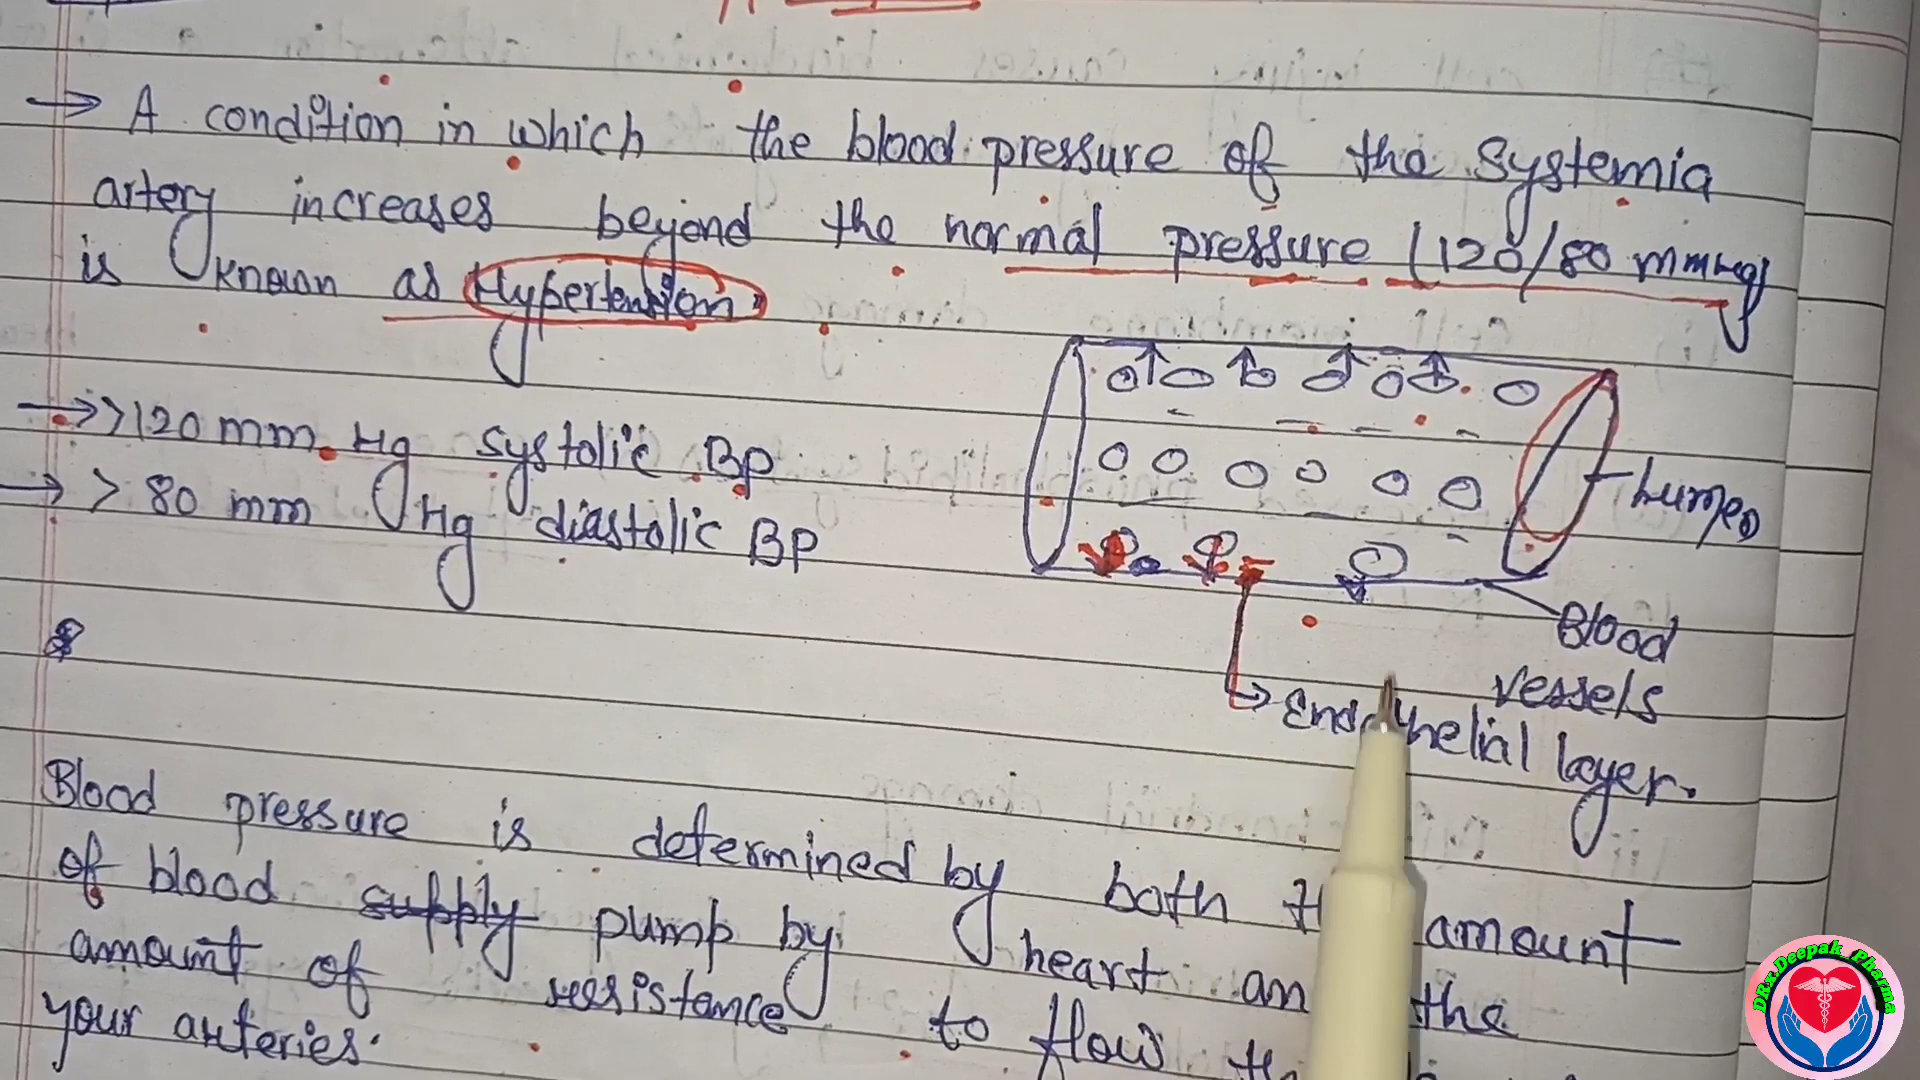 → A condition in which the blood pressure of the Systemia
artery increases beyond the normal pressure (120/80 mmHg)
is known as Hypertension
→ >120 mm Hg systolic BP
→ > 80 mm Hg diastolic BP
Lumen
Blood
vessels
Endothelial layer.
Blood pressure is determined by both amount
of blood supply pump by heart the
amount of resistance to flow
your arteries.
DRx.Deepak Pharma